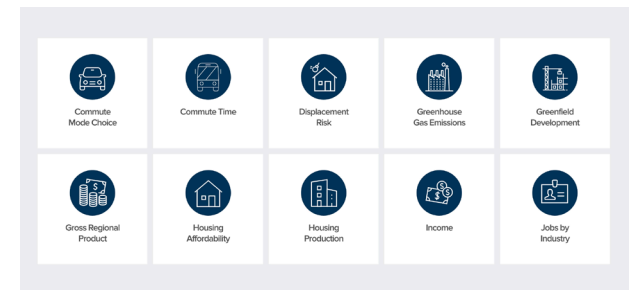 Commute
Mode Choice
Commute Time
Displacement
Risk
Greenhouse
Gas Emissions
Greenfield
Development
Gross Regional
Product
Housing
Affordability
Housing
Production
Income
Jobs by
Industry